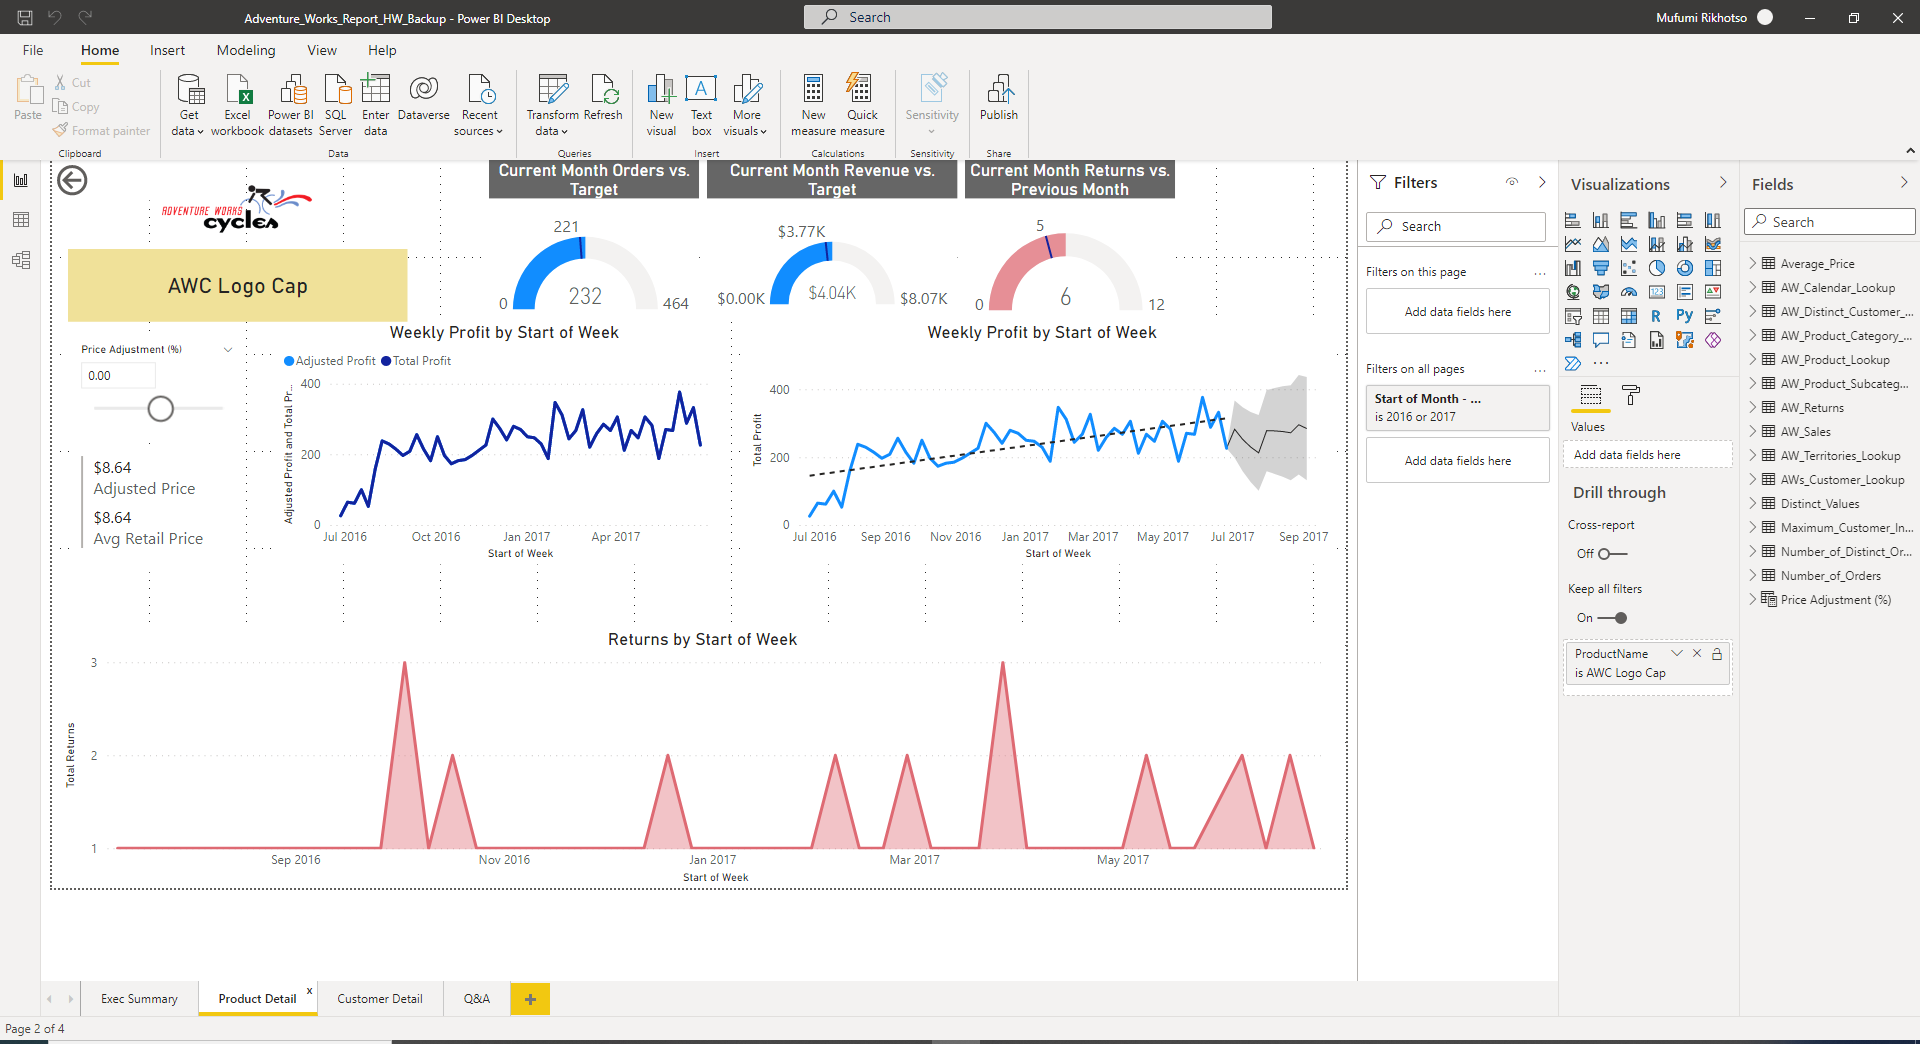 Adventure_Works_Report_HW_Backup - Power BI Desktop
Search
Mufumi Rikhotso
File Home Insert Modeling View Help
Paste
Cut
Copy
Format painter
Clipboard
Get data
Excel workbook
Power BI datasets
SQL Server
Enter data
Dataverse
Recent sources
Data
Transform data
Refresh
Queries
New visual
A
Text box
More visuals
Insert
New measure
Quick measure
Calculations
Sensitivity
Sensitivity
Publish
Share
ADVENTURE WORKS
cycles
AWC Logo Cap
Current Month Orders vs.
Target
221
0
232
464
Current Month Revenue vs.
Target
$3.77K
$0.00K
$4.04K
$8.07K
Current Month Returns vs.
Previous Month
5
0
6
12
Price Adjustment (%)
0.00
$8.64
Adjusted Price
$8.64
Avg Retail Price
Weekly Profit by Start of Week
Adjusted Profit Total Profit
Adjusted Profit and Total Pr...
400
200
0
Jul 2016 Oct 2016 Jan 2017 Apr 2017
Start of Week
Weekly Profit by Start of Week
Total Profit
400
200
0
Jul 2016 Sep 2016 Nov 2016 Jan 2017 Mar 2017 May 2017 Jul 2017 Sep 2017
Start of Week
Returns by Start of Week
Total Returns
3
2
1
Sep 2016 Nov 2016 Jan 2017 Mar 2017 May 2017
Start of Week
Filters
Search
Filters on this page ...
Add data fields here
Filters on all pages ...
Start of Month - ...
is 2016 or 2017
Add data fields here
Visualizations
123
R
Py
...
Values
Add data fields here
Drill through
Cross-report
Off
Keep all filters
On
ProductName
is AWC Logo Cap
Fields
Search
Average_Price
AW_Calendar_Lookup
AW_Distinct_Customer_...
AW_Product_Category_...
AW_Product_Lookup
AW_Product_Subcateg...
AW_Returns
AW_Sales
AW_Territories_Lookup
AWs_Customer_Lookup
Distinct_Values
Maximum_Customer_In...
Number_of_Distinct_Or...
Number_of_Orders
Price Adjustment (%)
Exec Summary
Product Detail x
Customer Detail
Q&A
+
Page 2 of 4